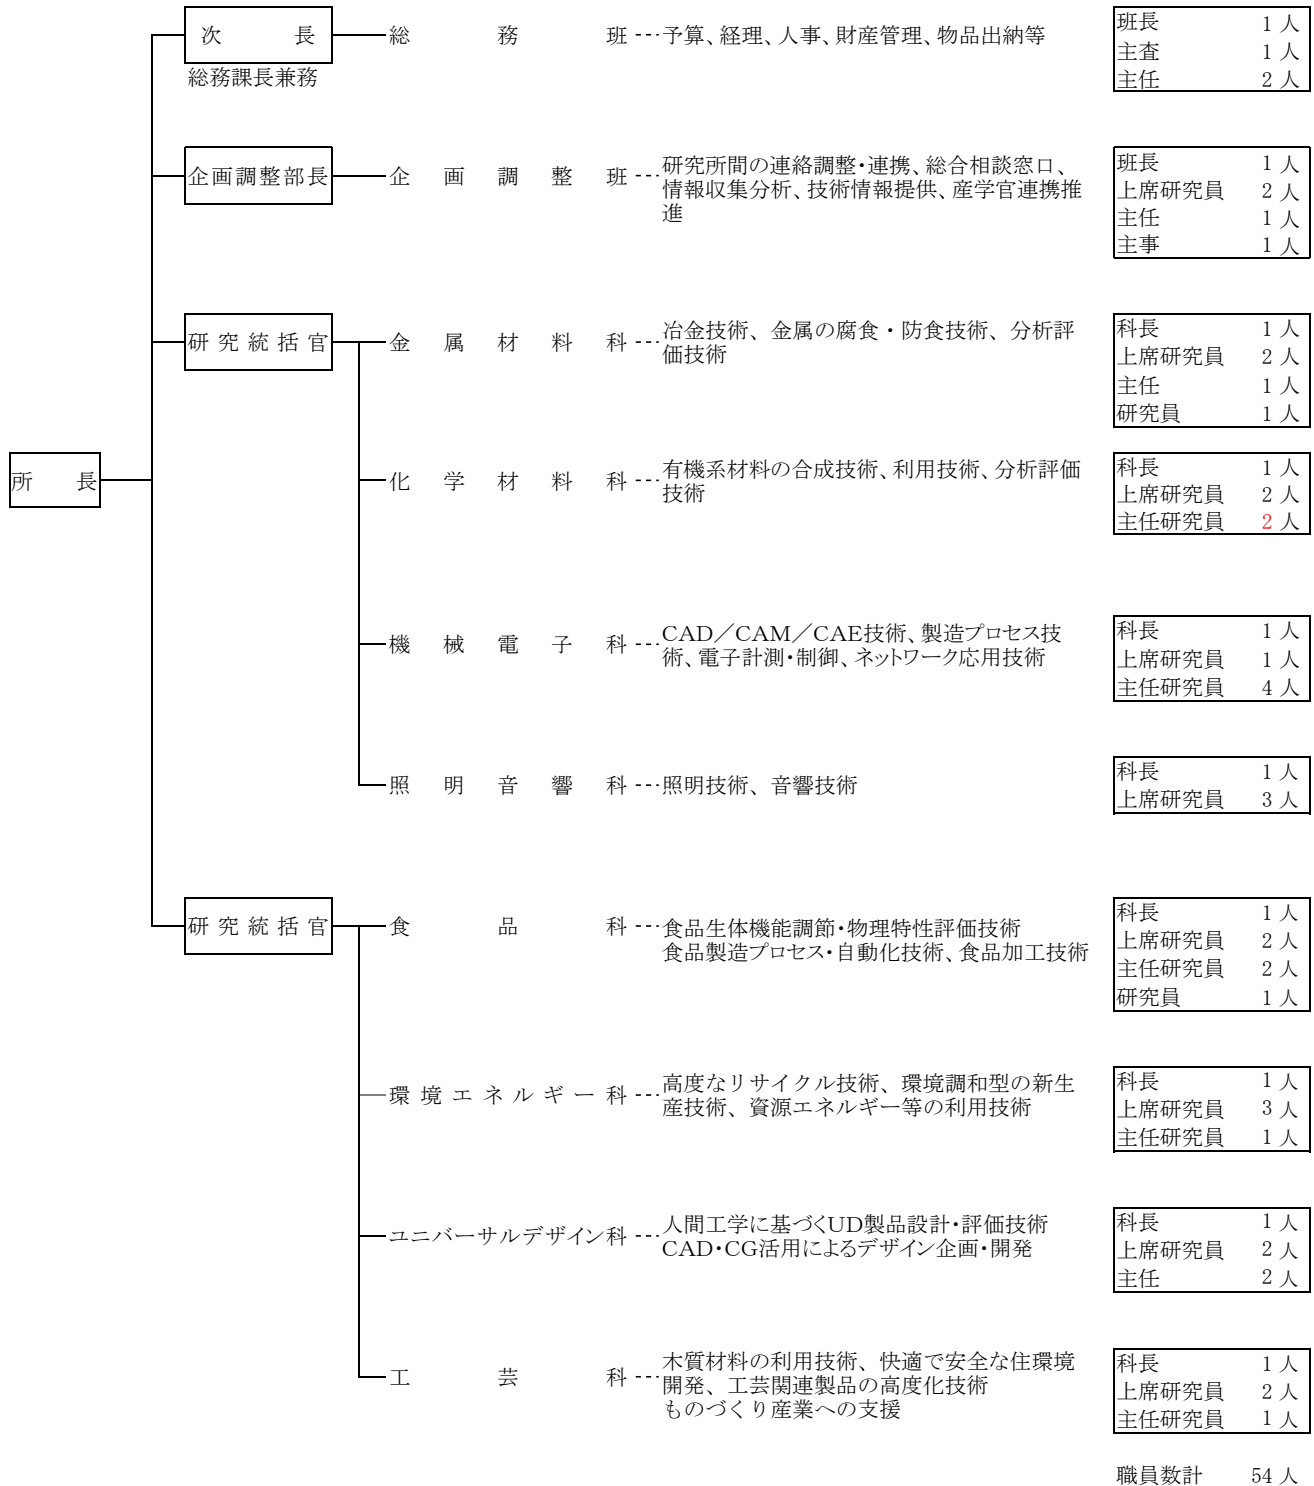 次長
総務課長兼務
総務班
予算、経理、人事、財産管理、物品出納等
班長 1人
主査 1人
主任 2人
企画調整部長
企画調整班
研究所間の連絡調整・連携、総合相談窓口、
情報収集分析、技術情報提供、産学官連携推
進
班長 1人
上席研究員 2人
主任 1人
主事 1人
研究統括官
金属材料科
冶金技術、金属の腐食・防食技術、分析評
価技術
科長 1人
上席研究員 2人
主任 1人
研究員 1人
所長
化学材料科
有機系材料の合成技術、利用技術、分析評価
技術
科長 1人
上席研究員 2人
主任研究員 2人
機械電子科
CAD/CAM/CAE技術、製造プロセス技
術、電子計測・制御、ネットワーク応用技術
科長 1人
上席研究員 1人
主任研究員 4人
照明音響科
照明技術、音響技術
科長 1人
上席研究員 3人
研究統括官
食品科
食品生体機能調節・物理特性評価技術
食品製造プロセス・自動化技術、食品加工技術
科長 1人
上席研究員 2人
主任研究員 2人
研究員 1人
環境エネルギー科
高度なリサイクル技術、環境調和型の新生
産技術、資源エネルギー等の利用技術
科長 1人
上席研究員 3人
主任研究員 1人
ユニバーサルデザイン科
人間工学に基づくUD製品設計・評価技術
CAD・CG活用によるデザイン企画・開発
科長 1人
上席研究員 2人
主任 2人
工芸科
木質材料の利用技術、快適で安全な住環境
開発、工芸関連製品の高度化技術
ものづくり産業への支援
科長 1人
上席研究員 2人
主任研究員 1人
職員数計 54人